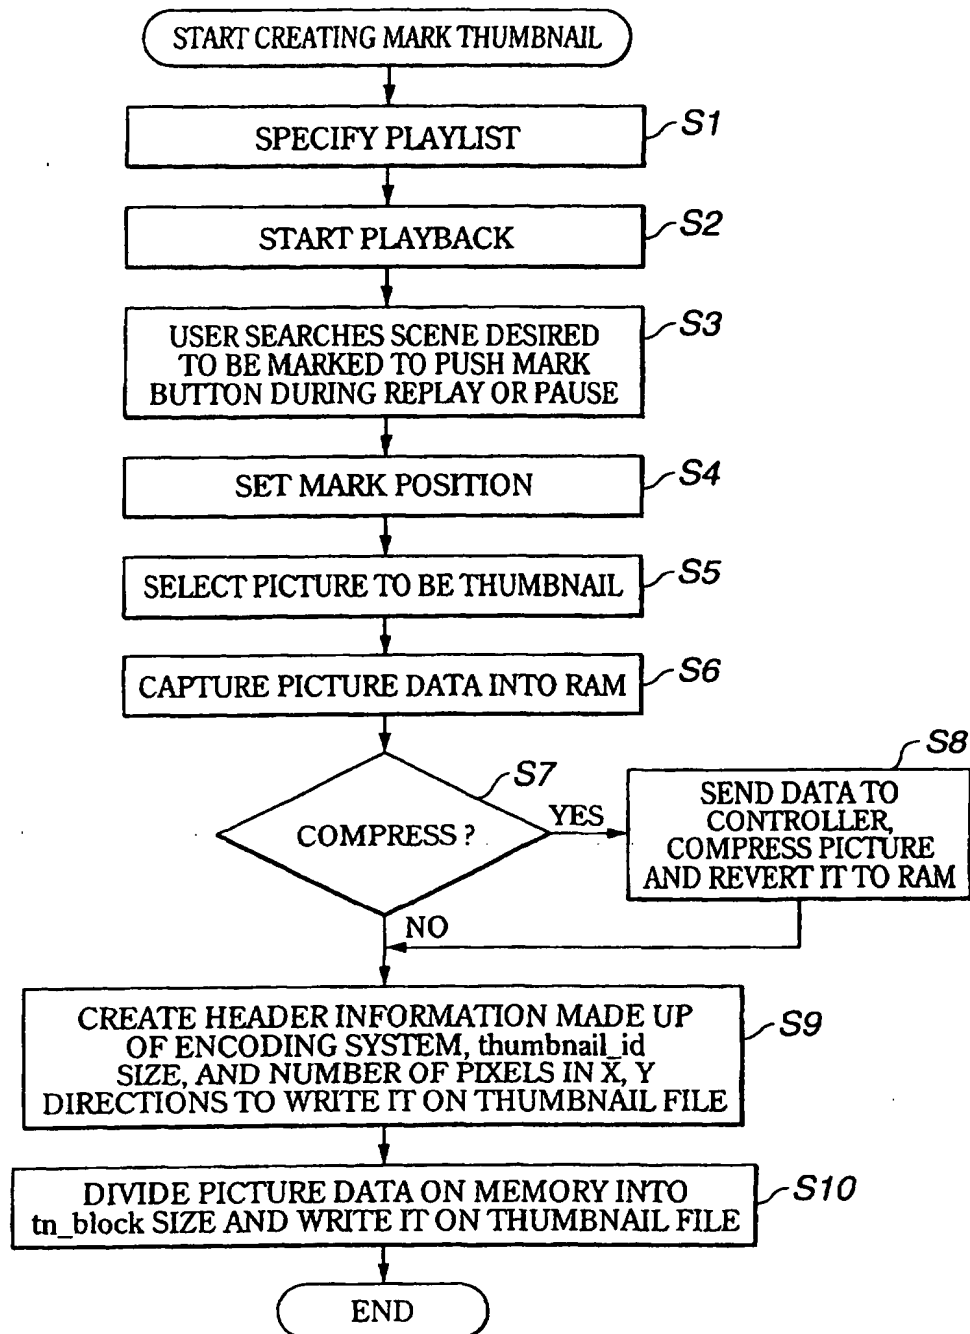 START CREATING MARK THUMBNAIL
SPECIFY PLAYLIST
S1
START PLAYBACK
S2
USER SEARCHES SCENE DESIRED
TO BE MARKED TO PUSH MARK
BUTTON DURING REPLAY OR PAUSE
S3
SET MARK POSITION
S4
SELECT PICTURE TO BE THUMBNAIL
S5
CAPTURE PICTURE DATA INTO RAM
S6
COMPRESS ?
S7
YES
SEND DATA TO
CONTROLLER,
COMPRESS PICTURE
AND REVERT IT TO RAM
S8
NO
CREATE HEADER INFORMATION MADE UP
OF ENCODING SYSTEM, thumbnail_id
SIZE, AND NUMBER OF PIXELS IN X, Y
DIRECTIONS TO WRITE IT ON THUMBNAIL FILE
S9
DIVIDE PICTURE DATA ON MEMORY INTO
tn_block SIZE AND WRITE IT ON THUMBNAIL FILE
S10
END